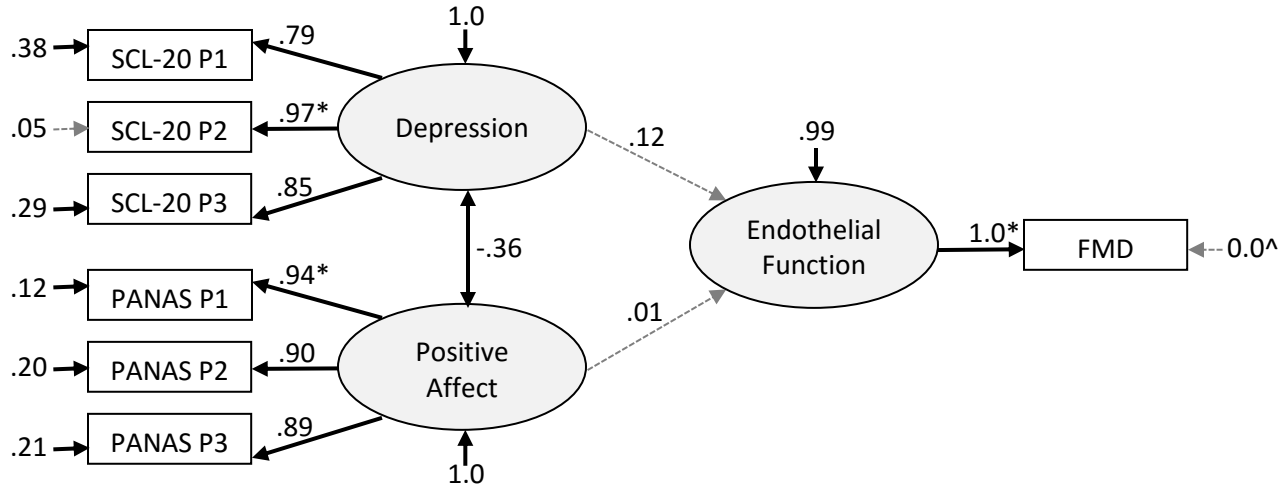 1.0
.38
SCL-20 P1
.79
.05
SCL-20 P2
.97*
Depression
.12
.99
.29
SCL-20 P3
.85
-.36
Endothelial
Function
1.0*
FMD
0.0^
.12
PANAS P1
.94*
.01
.20
PANAS P2
.90
Positive
Affect
.21
PANAS P3
.89
1.0